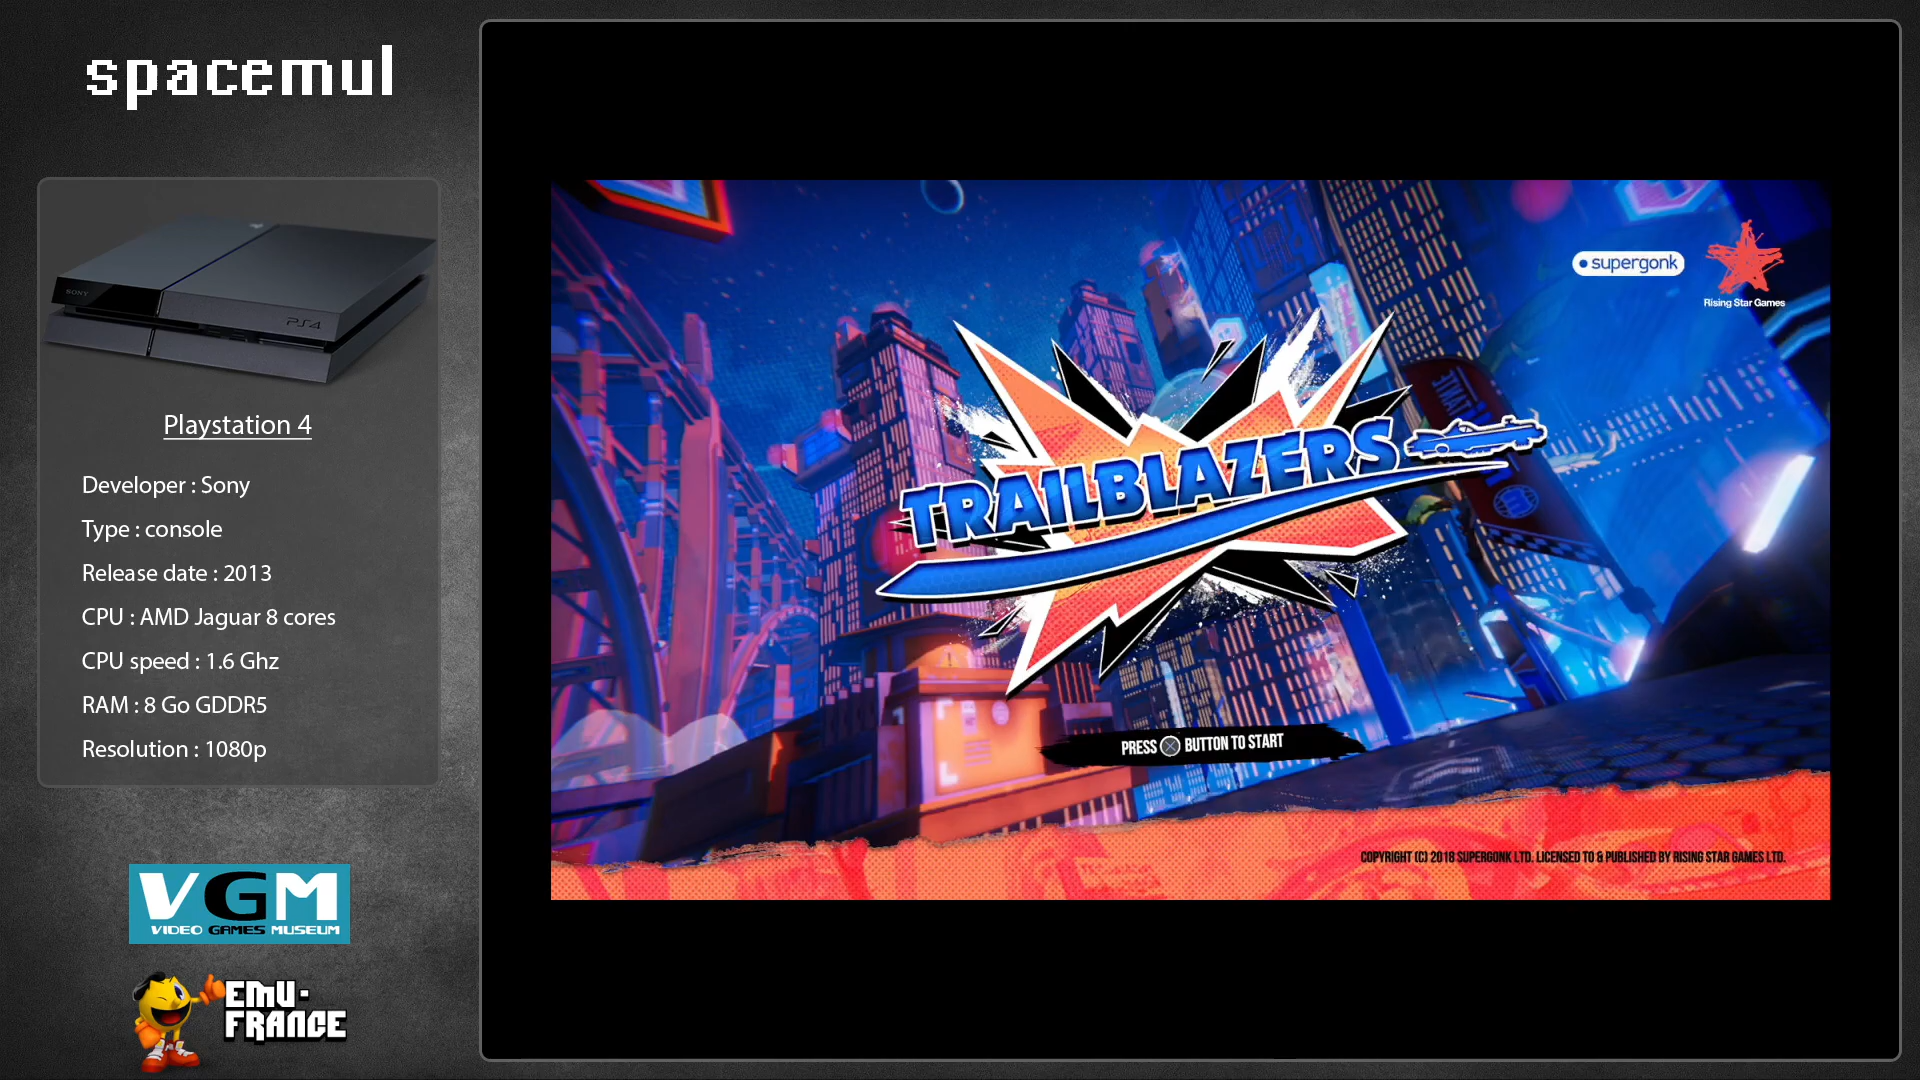 spacemul
SONY
PS4
Playstation 4
Developer : Sony
Type : console
Release date : 2013
CPU : AMD Jaguar 8 cores
CPU speed : 1.6 Ghz
RAM : 8 Go GDDR5
Resolution : 1080p
VGM
VIDEO GAMES MUSEUM
EMU-
FRANCE
supergonk
Rising Star Games
TRAILBLAZERS
PRESS BUTTON TO START
COPYRIGHT (C) 2018 SUPERGONK LTD. LICENSED TO & PUBLISHED BY RISING STAR GAMES LTD.